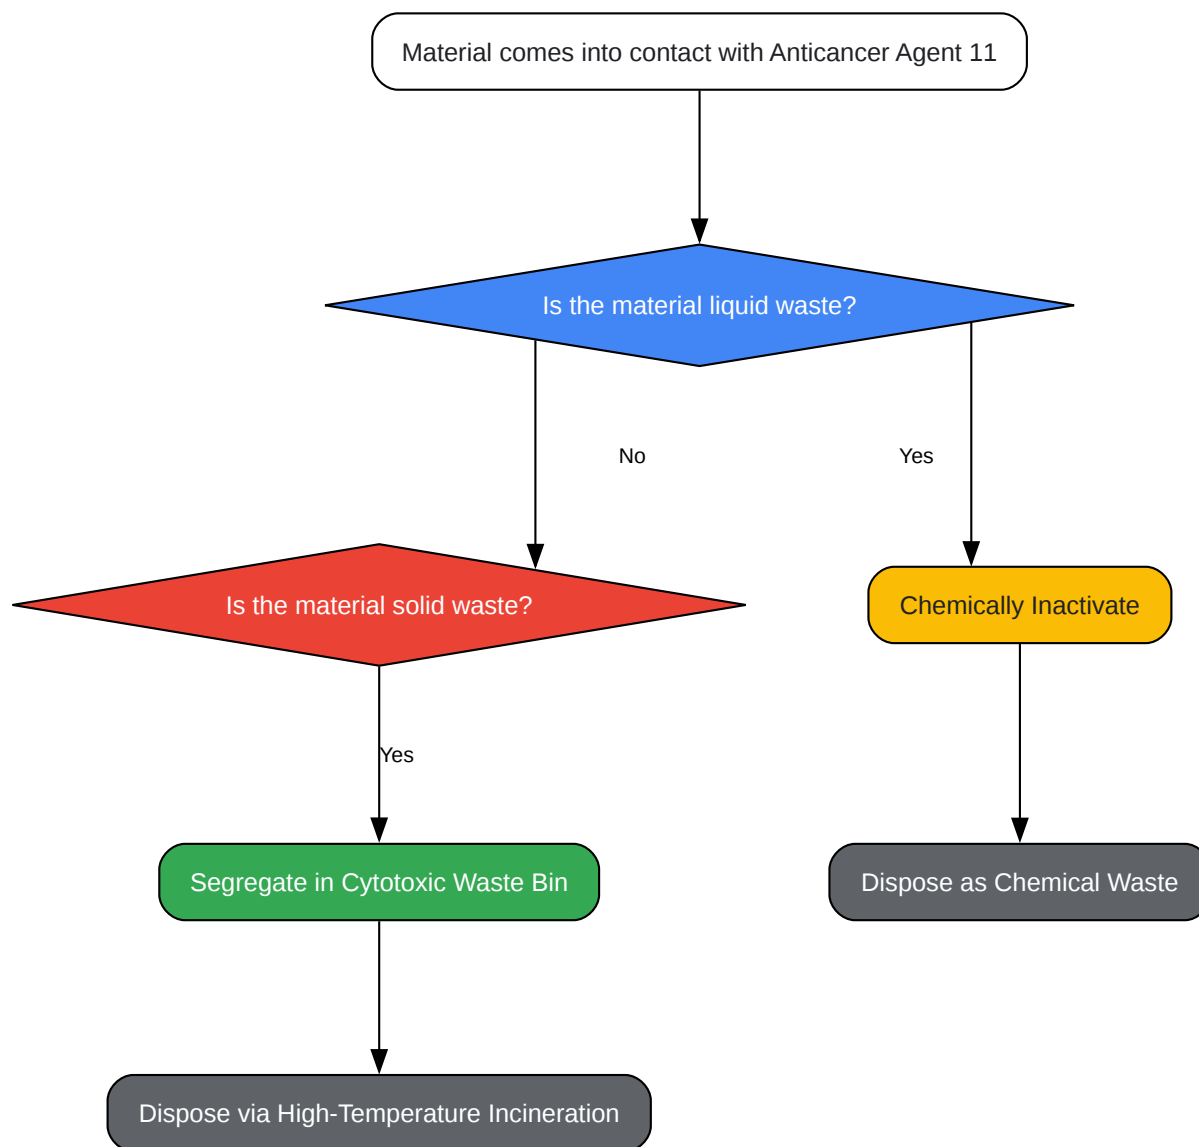 Material comes into contact with Anticancer Agent 11
Is the material liquid waste?
No
Yes
Is the material solid waste?
Chemically Inactivate
Yes
Segregate in Cytotoxic Waste Bin
Dispose as Chemical Waste
Dispose via High-Temperature Incineration